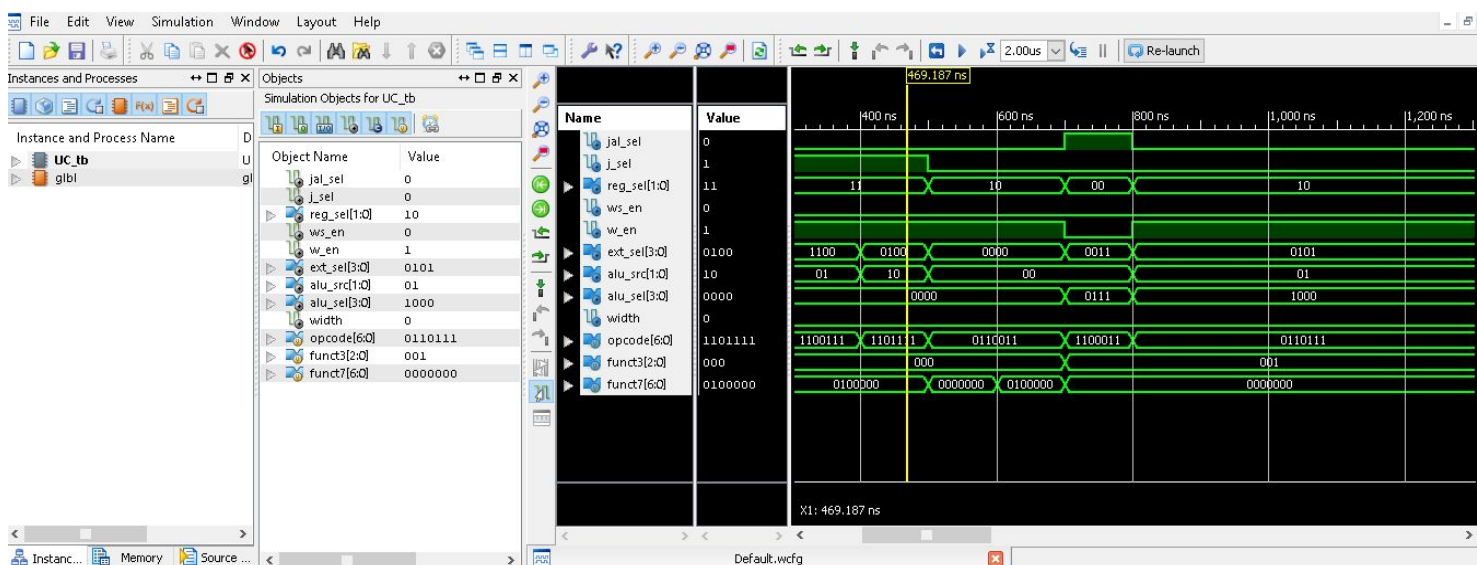 File Edit View Simulation Window Layout Help
2.00us Re-launch
Instances and Processes
Instance and Process Name D
UC_tb U
glbl gl
Instanc... Memory Source ...
Objects
Simulation Objects for UC_tb
Object Name Value
jal_sel 0
j_sel 0
reg_sel[1:0] 10
ws_en 0
w_en 1
ext_sel[3:0] 0101
alu_src[1:0] 01
alu_sel[3:0] 1000
width 0
opcode[6:0] 0110111
funct3[2:0] 001
funct7[6:0] 0000000
469.187 ns
Name Value
400 ns 600 ns 800 ns 1,000 ns 1,200 ns
jal_sel 0
j_sel 1
reg_sel[1:0] 11 11 10 00 10
ws_en 0
w_en 1
ext_sel[3:0] 0100 1100 0100 0000 0011 0101
alu_src[1:0] 10 01 10 00 01
alu_sel[3:0] 0000 0000 0111 1000
width 0
opcode[6:0] 1101111 1100111 1101111 0110011 1100011 0110111
funct3[2:0] 000 000 001
funct7[6:0] 0100000 0100000 0000000 0100000 0000000
X1: 469.187 ns
Default.wcfg